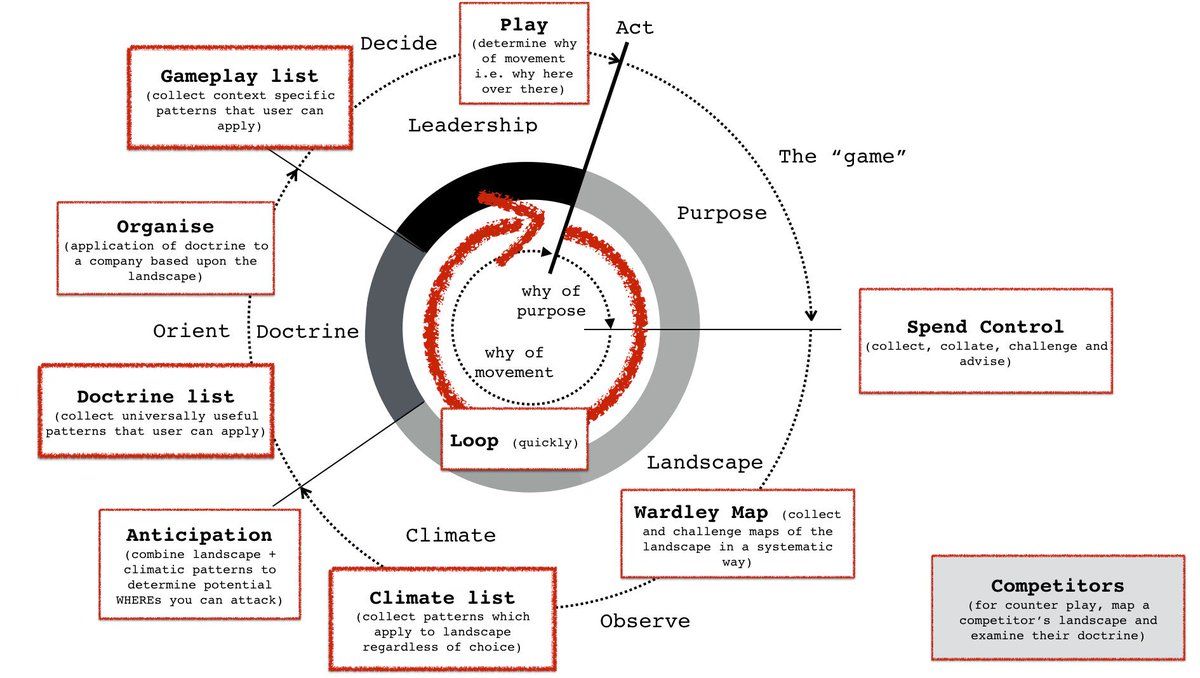 Decide
Play
(determine why
of movement
i.e. why here
over there)
Act
Gameplay list
(collect context specific
patterns that user can
apply)
Leadership
The “game”
Purpose
Organise
(application of doctrine to
a company based upon the
landscape)
why of
purpose
Orient
Doctrine
Spend Control
(collect, collate, challenge and
advise)
why of
movement
Doctrine list
(collect universally useful
patterns that user can apply)
Loop (quickly)
Landscape
Wardley Map (collect
and challenge maps of the
landscape in a systematic
way)
Anticipation
(combine landscape +
climatic patterns to
determine potential
WHEREs you can attack)
Climate
Climate list
(collect patterns which
apply to landscape
regardless of choice)
Observe
Competitors
(for counter play, map a
competitor’s landscape and
examine their doctrine)